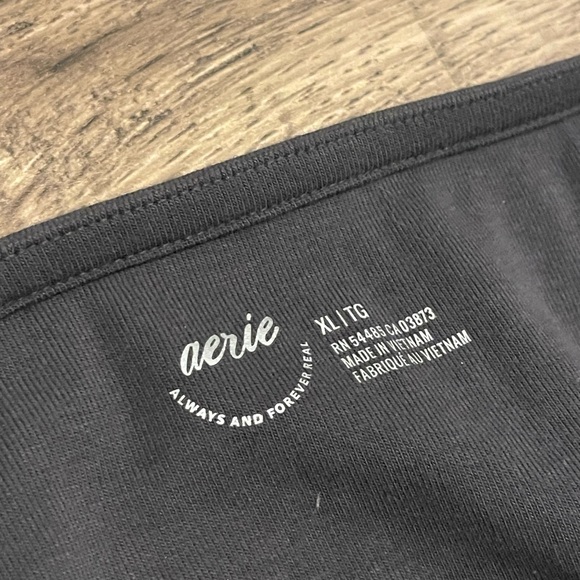 aerie
ALWAYS AND FOREVER REAL
XL | TG
RN 54485 CA 03873
MADE IN VIETNAM
FABRIQUÉ AU VIETNAM